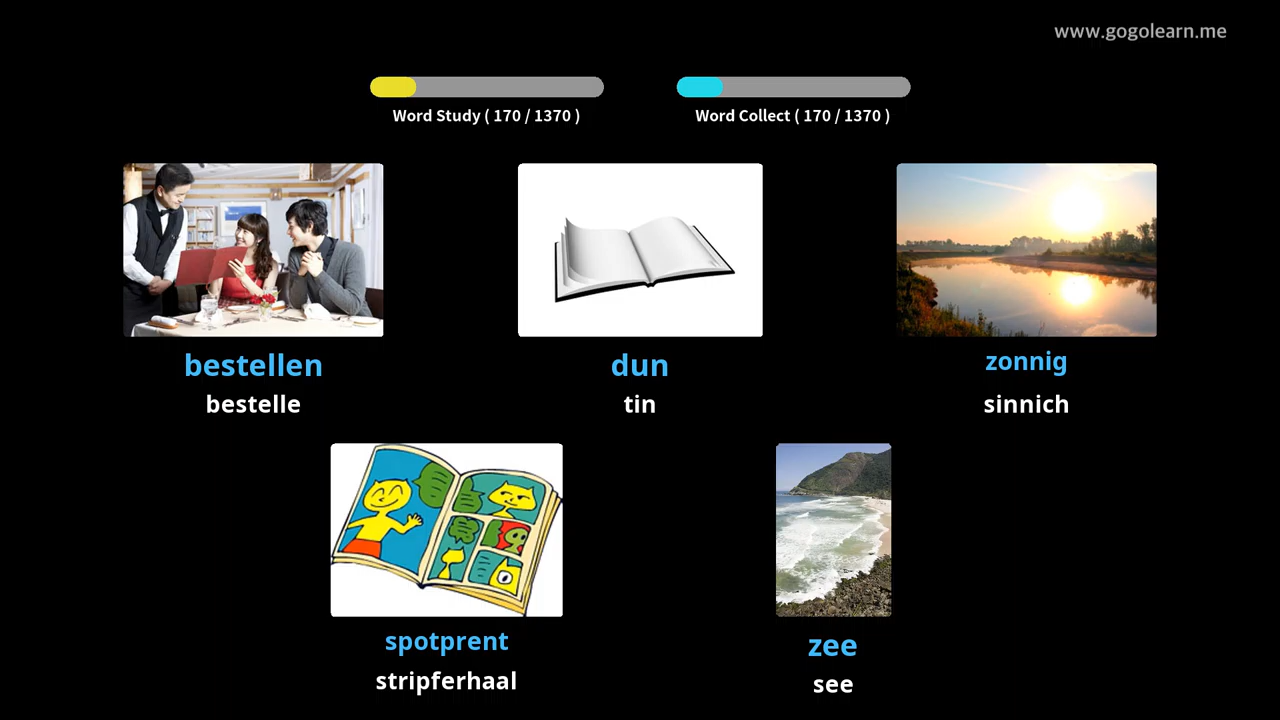 www.gogolearn.me
Word Study ( 170 / 1370 )
Word Collect ( 170 / 1370 )
bestellen
bestelle
dun
tin
zonnig
sinnich
spotprent
stripferhaal
zee
see